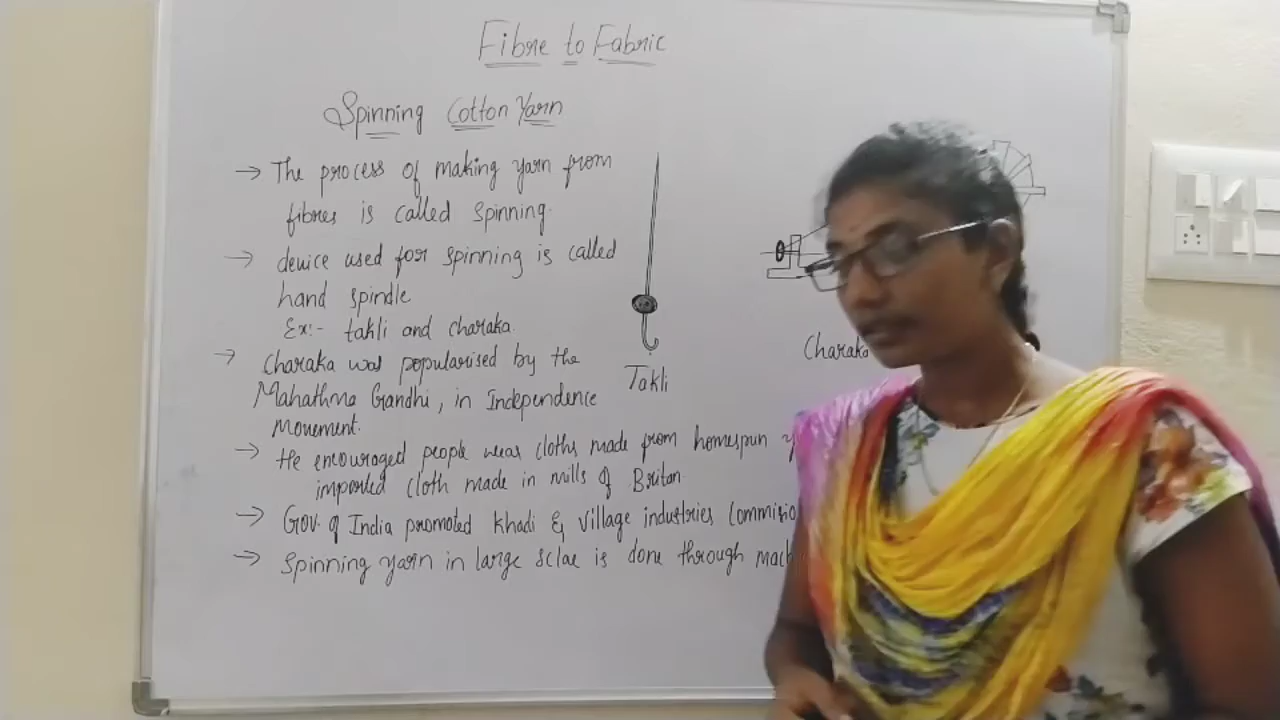 Fibre to Fabric
Spinning Cotton Yarn
→ The process of making yarn from
fibres is called spinning.
→ device used for spinning is called
hand spindle
Ex:- takli and charaka.
→ Charaka was popularised by the
Mahathma Gandhi, in Independence
Movement.
→ He encouraged people wear cloths made from homespun
imported cloth made in mills of Britan.
→ Gov. of India promoted khadi & village industries
→ Spinning yarn in large sclae is done through
Takli